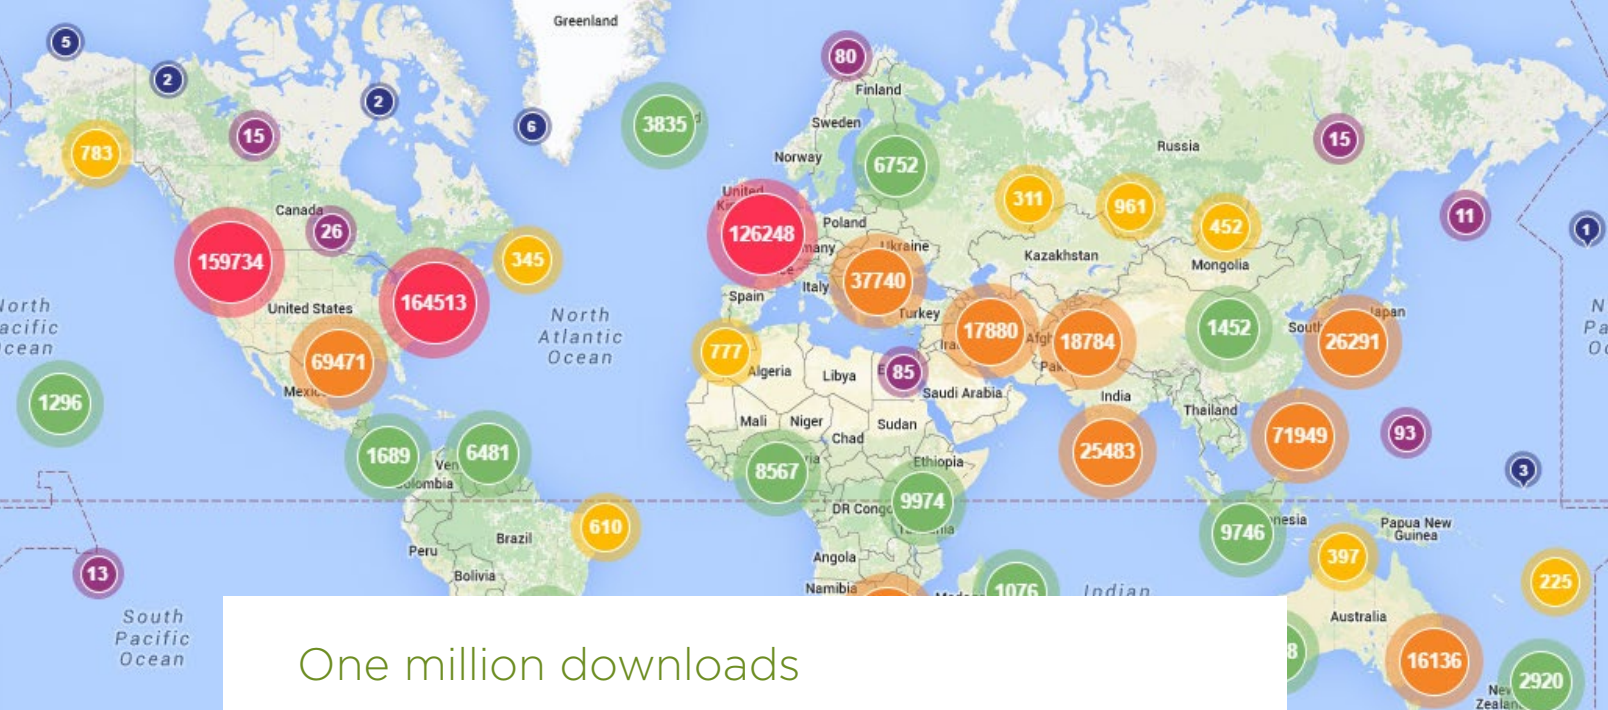 Greenland
5
80
2
Finland
2
3835
Sweden
6
15
15
783
Russia
Norway
6752
United
311
961
Canada
11
Poland
452
26
1
126248
Ukraine
159734
345
Kazakhstan
Mongolia
164513
37740
Italy
Spain
United States
North
Atlantic
Ocean
Turkey
17880
18784
1452
26291
777
69471
Algeria
Libya
85
Saudi Arabia
India
1296
Thailand
Mali
Niger
Sudan
Chad
71949
93
1689
6481
25483
Ethiopia
8567
3
9974
DR Congo
610
9746
Papua New
Guinea
Brazil
Peru
Angola
397
13
Bolivia
225
Namibia
1076
Indian
South
Pacific
Ocean
Australia
One million downloads
16136
2920